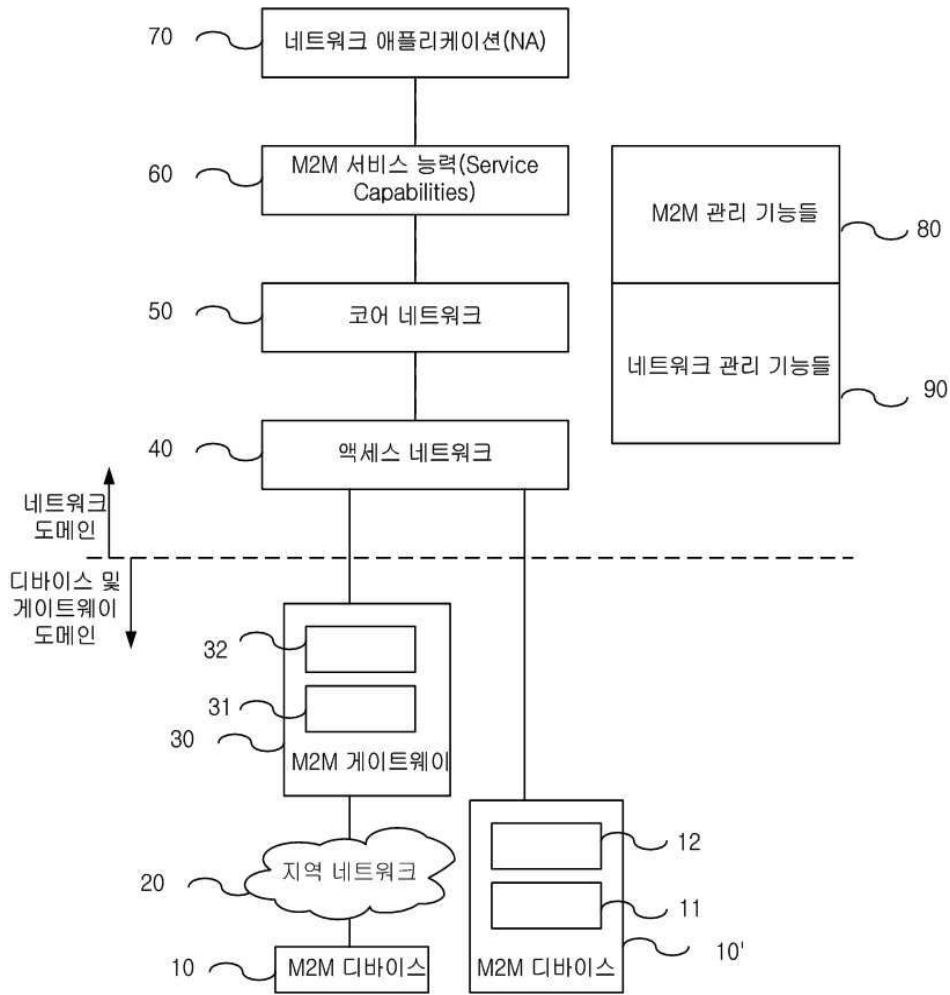 70
네트워크 애플리케이션(NA)
60
M2M 서비스 능력(Service
Capabilities)
M2M 관리 기능들
80
50
코어 네트워크
네트워크 관리 기능들
90
40
액세스 네트워크
네트워크
도메인
디바이스 및
게이트웨이
도메인
32
31
30
M2M 게이트웨이
20
지역 네트워크
12
11
10
M2M 디바이스
M2M 디바이스
10'